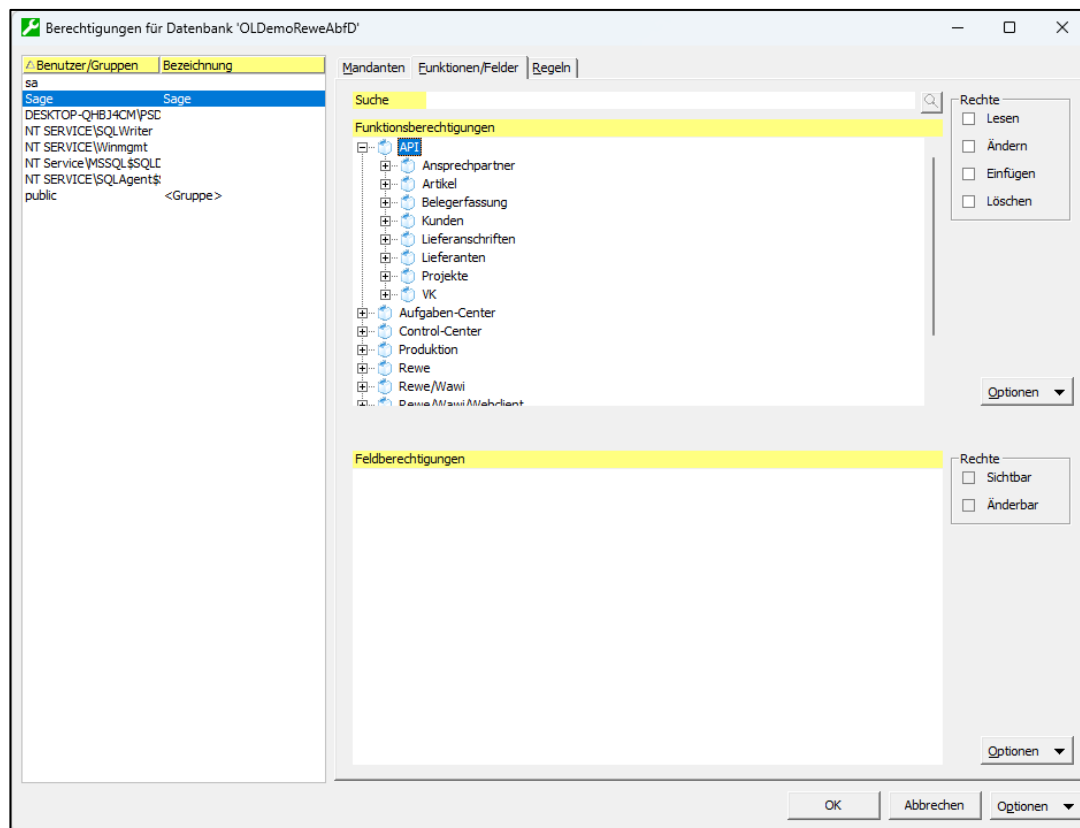 Berechtigungen für Datenbank 'OLDemoReweAbfD'
Benutzer/Gruppen Bezeichnung
sa
Sage Sage
DESKTOP-QHBJ4CM\PSD
NT SERVICE\SQLWriter
NT SERVICE\Winmgmt
NT Service\MSSQL$SQLD
NT SERVICE\SQLAgent$
public <Gruppe>
Mandanten Funktionen/Felder Regeln
Suche
Funktionsberechtigungen
API
Ansprechpartner
Artikel
Belegerfassung
Kunden
Lieferanschriften
Lieferanten
Projekte
VK
Aufgaben-Center
Control-Center
Produktion
Rewe
Rewe/Wawi
Rewe/Wawi/Webclient
Rechte
Lesen
Ändern
Einfügen
Löschen
Optionen
Feldberechtigungen
Rechte
Sichtbar
Änderbar
Optionen
OK Abbrechen Optionen